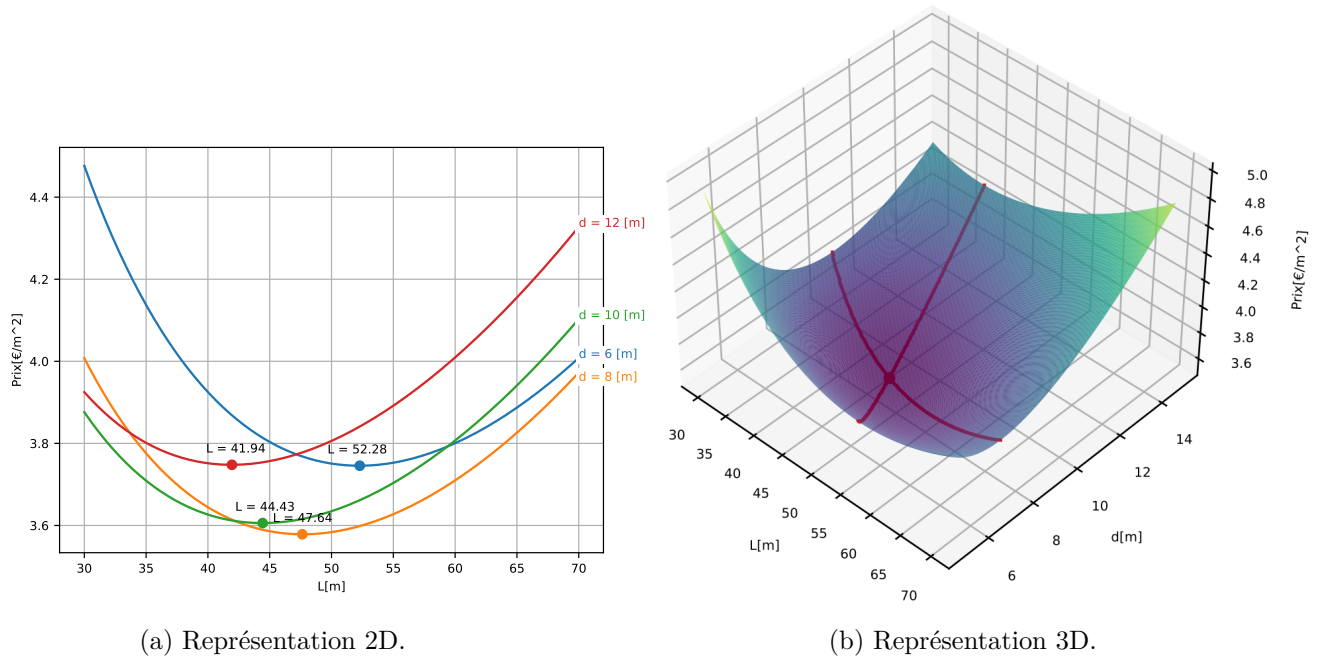 Prix[€/m^2]
4.4
4.2
4.0
3.8
3.6
30 35 40 45 50 55 60 65 70
L[m]
d = 12 [m]
d = 10 [m]
d = 6 [m]
d = 8 [m]
L = 41.94
L = 52.28
L = 44.43
L = 47.64
(a) Représentation 2D.
5.0
4.8
4.6
4.4
4.2
4.0
3.8
3.6
Prix[€/m^2]
30
35
40
45
50
55
60
65
70
L[m]
14
12
10
8
6
d[m]
(b) Représentation 3D.